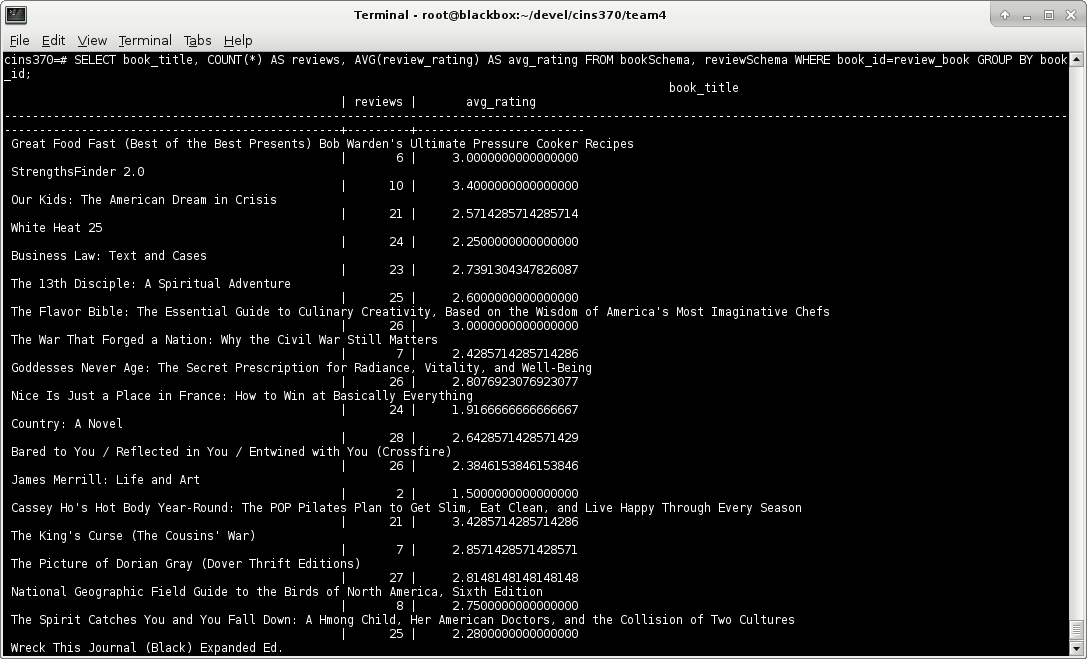 Terminal - root@blackbox:~/devel/cins370/team4
File Edit View Terminal Tabs Help
cins370=# SELECT book_title, COUNT(*) AS reviews, AVG(review_rating) AS avg_rating FROM bookSchema, reviewSchema WHERE book_id=review_book GROUP BY book
_id;
book_title
| reviews | avg_rating
--------------------------------------------------------------------------------------------------------------------------------------------------------
------------------------------------------------+---------+------------------------
Great Food Fast (Best of the Best Presents) Bob Warden's Ultimate Pressure Cooker Recipes
| 6 | 3.0000000000000000
StrengthsFinder 2.0
| 10 | 3.4000000000000000
Our Kids: The American Dream in Crisis
| 21 | 2.5714285714285714
White Heat 25
| 24 | 2.2500000000000000
Business Law: Text and Cases
| 23 | 2.7391304347826087
The 13th Disciple: A Spiritual Adventure
| 25 | 2.6000000000000000
The Flavor Bible: The Essential Guide to Culinary Creativity, Based on the Wisdom of America's Most Imaginative Chefs
| 26 | 3.0000000000000000
The War That Forged a Nation: Why the Civil War Still Matters
| 7 | 2.4285714285714286
Goddesses Never Age: The Secret Prescription for Radiance, Vitality, and Well-Being
| 26 | 2.8076923076923077
Nice Is Just a Place in France: How to Win at Basically Everything
| 24 | 1.9166666666666667
Country: A Novel
| 28 | 2.6428571428571429
Bared to You / Reflected in You / Entwined with You (Crossfire)
| 26 | 2.3846153846153846
James Merrill: Life and Art
| 2 | 1.5000000000000000
Cassey Ho's Hot Body Year-Round: The POP Pilates Plan to Get Slim, Eat Clean, and Live Happy Through Every Season
| 21 | 3.4285714285714286
The King's Curse (The Cousins' War)
| 7 | 2.8571428571428571
The Picture of Dorian Gray (Dover Thrift Editions)
| 27 | 2.8148148148148148
National Geographic Field Guide to the Birds of North America, Sixth Edition
| 8 | 2.7500000000000000
The Spirit Catches You and You Fall Down: A Hmong Child, Her American Doctors, and the Collision of Two Cultures
| 25 | 2.2800000000000000
Wreck This Journal (Black) Expanded Ed.